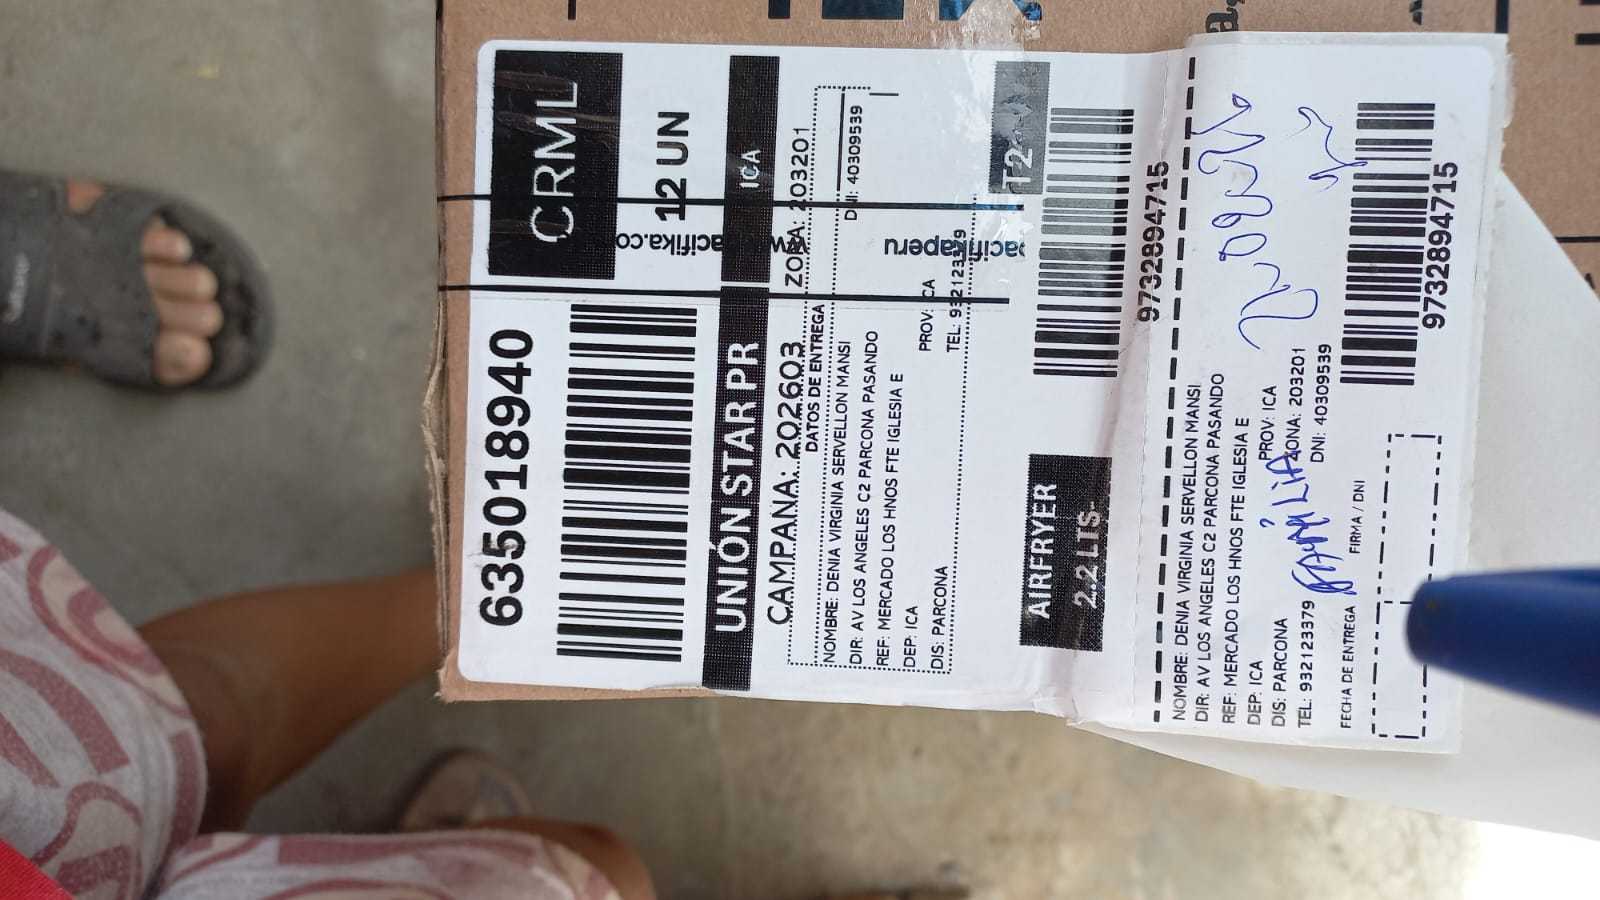 CRML
12 UN
6350189​40
UNIÓN STAR PR
ICA
CAMPAÑA: 202603
ZONA: 203201
DATOS DE ENTREGA
NOMBRE: DENIA VIRGINIA SERVELLON MANSI
DNI: 40309539
DIR: AV LOS ANGELES C2 PARCONA PASANDO
REF: MERCADO LOS HNOS FTE IGLESIA E
DEP: ICA
PROV: ICA
DIS: PARCONA
TEL: 932123379
acifika.co
pacifikaperu
AIRFRYER
2.2 LTS-
T2
9732894715
NOMBRE: DENIA VIRGINIA SERVELLON MANSI
DIR: AV LOS ANGELES C2 PARCONA PASANDO
REF: MERCADO LOS HNOS FTE IGLESIA E
DEP: ICA
PROV: ICA
DIS: PARCONA
ZONA: 203201
TEL: 932123379
DNI: 40309539
FECHA DE ENTREGA
FIRMA / DNI
9732894715